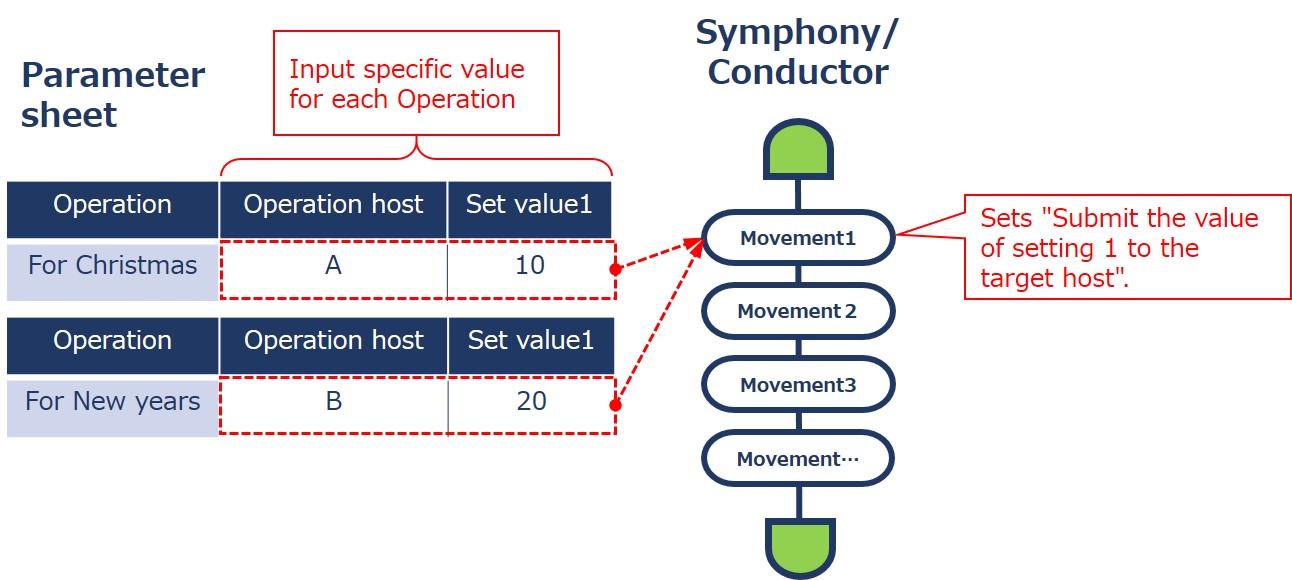 Parameter
sheet
Input specific value
for each Operation
Symphony/
Conductor
Operation Operation host Set value1
For Christmas A 10
Operation Operation host Set value1
For New years B 20
Movement1
Movement 2
Movement3
Movement…
Sets "Submit the value
of setting 1 to the
target host".